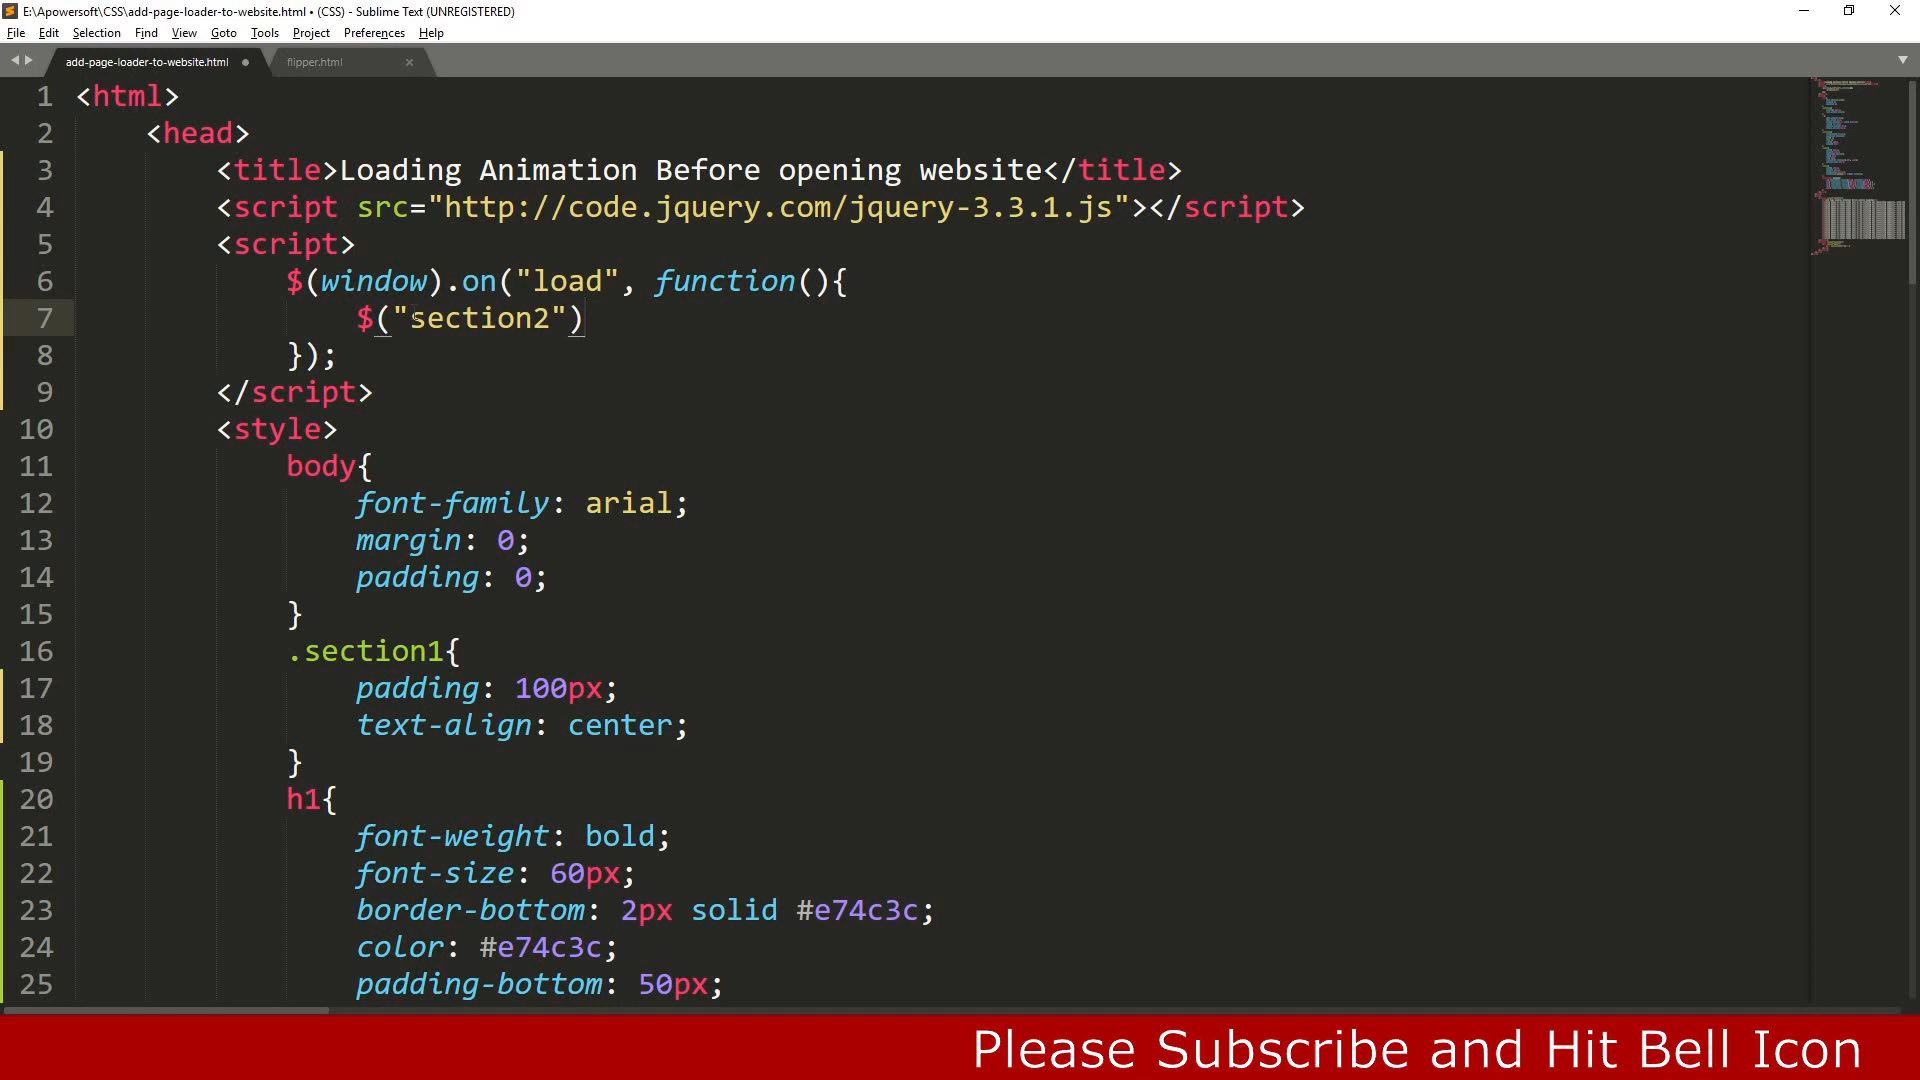 E:\Apowersoft\CSS\add-page-loader-to-website.html • (CSS) - Sublime Text (UNREGISTERED)
File Edit Selection Find View Goto Tools Project Preferences Help
add-page-loader-to-website.html flipper.html
1 <html>
2 <head>
3 <title>Loading Animation Before opening website</title>
4 <script src="http://code.jquery.com/jquery-3.3.1.js"></script>
5 <script>
6 $(window).on("load", function(){
7 $("section2")
8 });
9 </script>
10 <style>
11 body{
12 font-family: arial;
13 margin: 0;
14 padding: 0;
15 }
16 .section1{
17 padding: 100px;
18 text-align: center;
19 }
20 h1{
21 font-weight: bold;
22 font-size: 60px;
23 border-bottom: 2px solid #e74c3c;
24 color: #e74c3c;
25 padding-bottom: 50px;
Please Subscribe and Hit Bell Icon